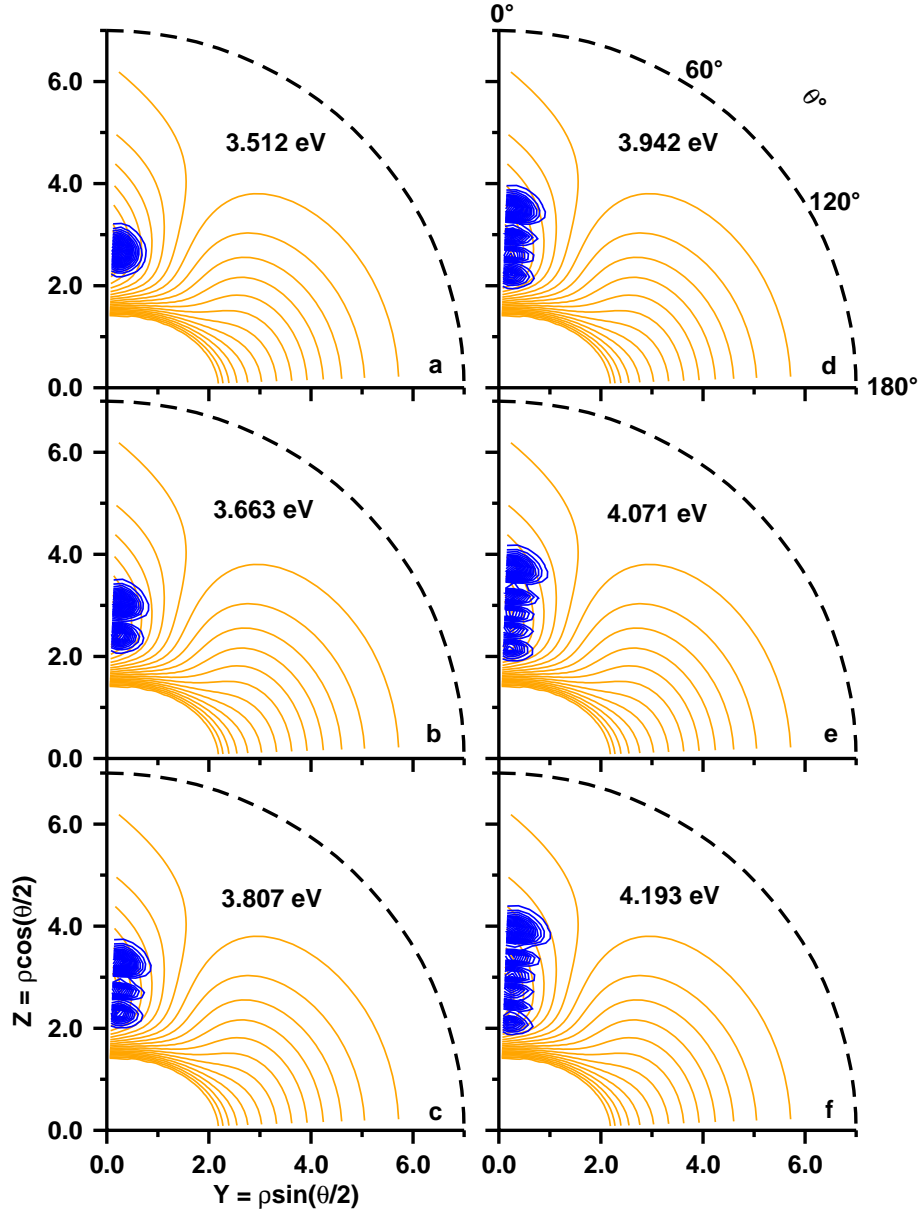 0°
60°
θ°
6.0
3.512 eV
3.942 eV
4.0
120°
2.0
a
d
0.0
180°
6.0
3.663 eV
4.071 eV
4.0
2.0
b
e
0.0
6.0
3.807 eV
4.193 eV
4.0
2.0
c
f
0.0
Z = ρcos(θ/2)
0.0 2.0 4.0 6.0 0.0 2.0 4.0 6.0
Y = ρsin(θ/2)